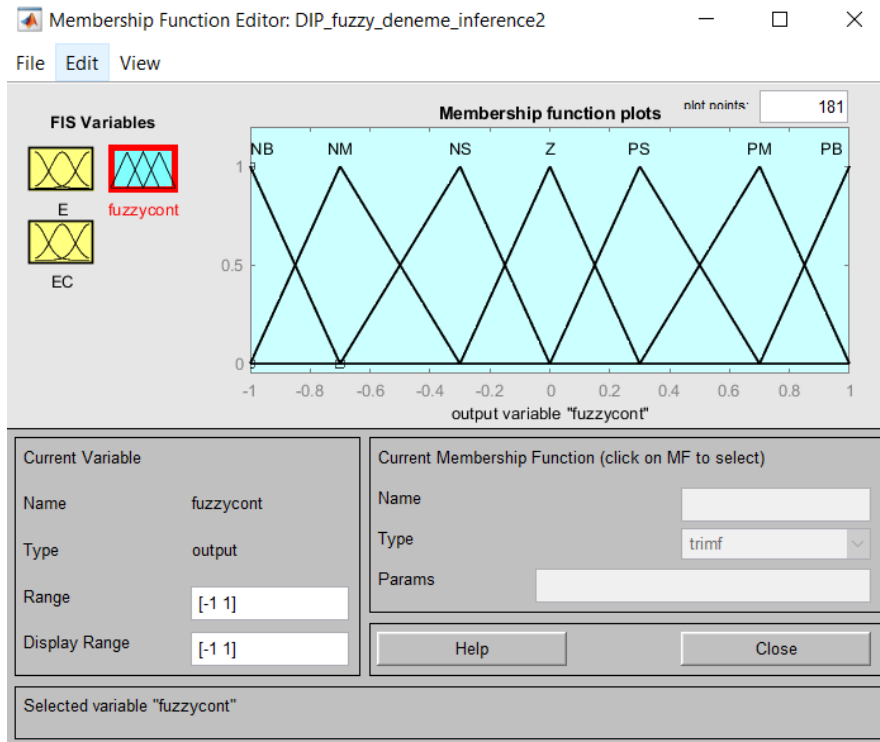 Membership Function Editor: DIP_fuzzy_deneme_inference2
File Edit View
FIS Variables
E
fuzzycont
EC
Membership function plots
plot points:
181
NB NM NS Z PS PM PB
1
0.5
0
-1 -0.8 -0.6 -0.4 -0.2 0 0.2 0.4 0.6 0.8 1
output variable "fuzzycont"
Current Variable
Name fuzzycont
Type output
Range [-1 1]
Display Range [-1 1]
Current Membership Function (click on MF to select)
Name
Type trimf
Params
Help Close
Selected variable "fuzzycont"